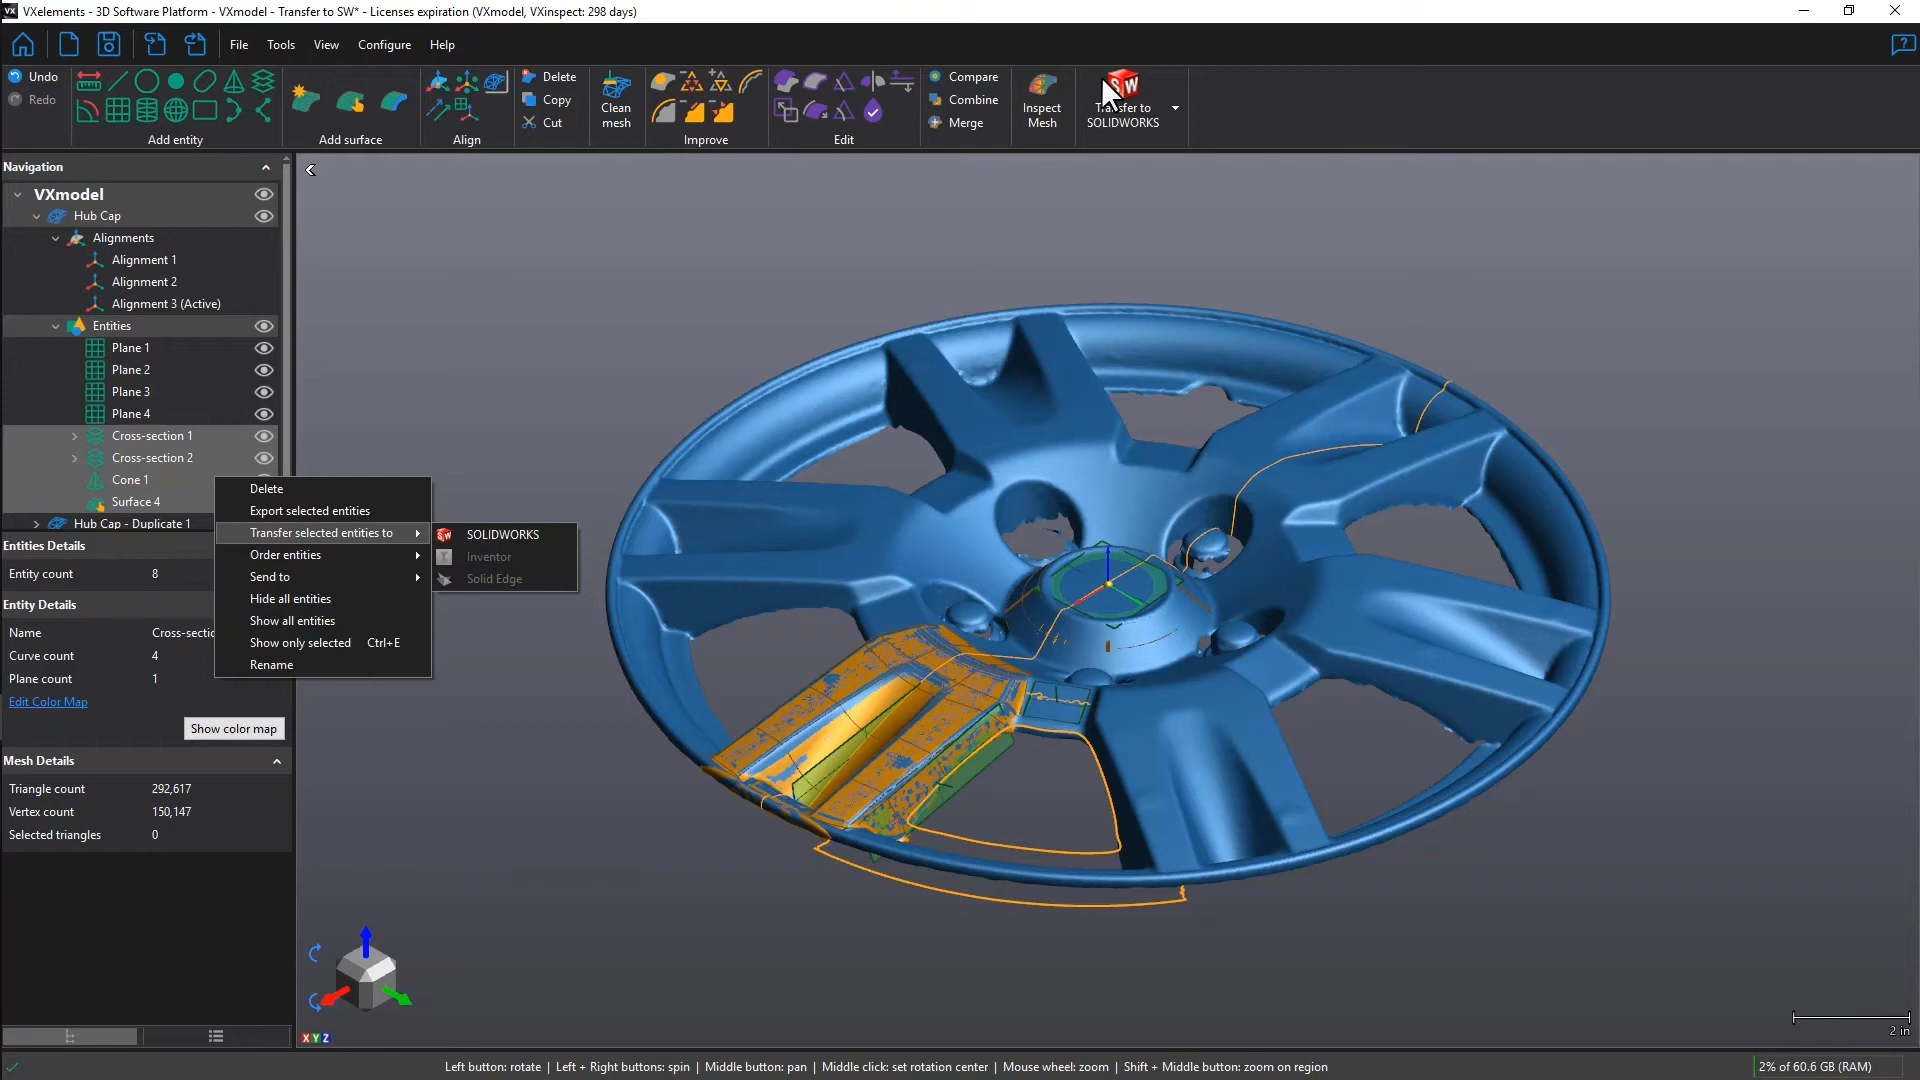 VXelements - 3D Software Platform - VXmodel - Transfer to SW* - Licenses expiration (VXmodel, VXinspect: 298 days)
File Tools View Configure Help
Undo
Redo
Add entity
Add surface
Align
Delete
Copy
Cut
Clean
mesh
Improve
Edit
Compare
Combine
Merge
Inspect
Mesh
SW
Transfer to
SOLIDWORKS
Navigation
VXmodel
Hub Cap
Alignments
Alignment 1
Alignment 2
Alignment 3 (Active)
Entities
Plane 1
Plane 2
Plane 3
Plane 4
Cross-section 1
Cross-section 2
Cone 1
Surface 4
Hub Cap - Duplicate 1
Delete
Export selected entities
Transfer selected entities to
Order entities
Send to
Hide all entities
Show all entities
Show only selected Ctrl+E
Rename
SOLIDWORKS
Inventor
Solid Edge
Entities Details
Entity count 8
Entity Details
Name Cross-sectic
Curve count 4
Plane count 1
Edit Color Map
Show color map
Mesh Details
Triangle count 292,617
Vertex count 150,147
Selected triangles 0
X Y Z
2 in
Left button: rotate | Left + Right buttons: spin | Middle button: pan | Middle click: set rotation center | Mouse wheel: zoom | Shift + Middle button: zoom on region
2% of 60.6 GB (RAM)